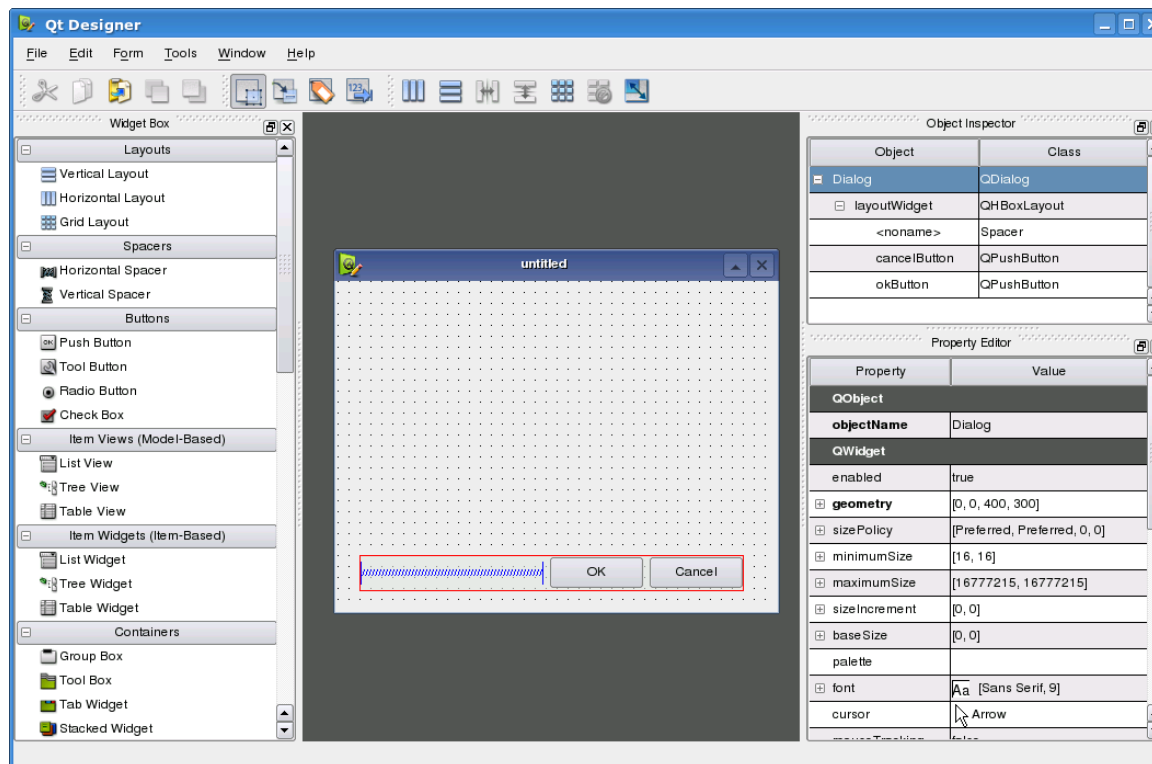 Qt Designer
File Edit Form Tools Window Help
123
Widget Box
Layouts
Vertical Layout
Horizontal Layout
Grid Layout
Spacers
Horizontal Spacer
Vertical Spacer
Buttons
OK Push Button
Tool Button
Radio Button
Check Box
Item Views (Model-Based)
List View
Tree View
Table View
Item Widgets (Item-Based)
List Widget
Tree Widget
Table Widget
Containers
Group Box
Tool Box
Tab Widget
Stacked Widget
untitled
OK Cancel
Object Inspector
Object Class
Dialog QDialog
layoutWidget QHBoxLayout
<noname> Spacer
cancelButton QPushButton
okButton QPushButton
Property Editor
Property Value
QObject
objectName Dialog
QWidget
enabled true
geometry [0, 0, 400, 300]
sizePolicy [Preferred, Preferred, 0, 0]
minimumSize [16, 16]
maximumSize [16777215, 16777215]
sizeIncrement [0, 0]
baseSize [0, 0]
palette
font Aa [Sans Serif, 9]
cursor Arrow
mouseTracking false